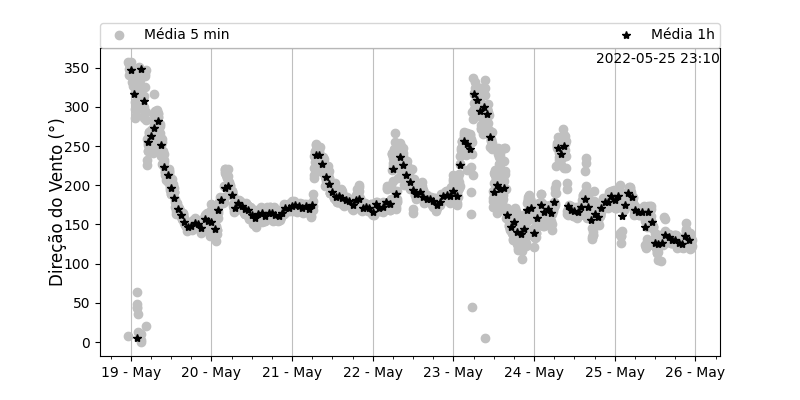 Média 5 min
Média 1h
2022-05-25 23:10
350
300
250
200
150
100
50
0
Direção do Vento (°)
19 - May
20 - May
21 - May
22 - May
23 - May
24 - May
25 - May
26 - May